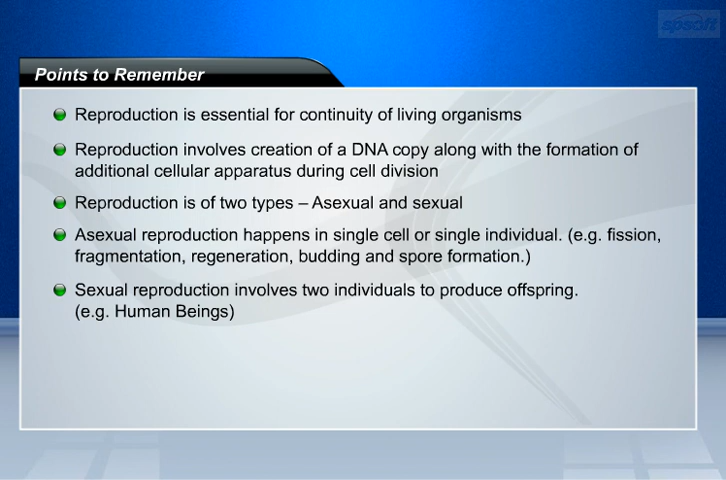 spsoft
Points to Remember
Reproduction is essential for continuity of living organisms
Reproduction involves creation of a DNA copy along with the formation of
additional cellular apparatus during cell division
Reproduction is of two types – Asexual and sexual
Asexual reproduction happens in single cell or single individual. (e.g. fission,
fragmentation, regeneration, budding and spore formation.)
Sexual reproduction involves two individuals to produce offspring.
(e.g. Human Beings)